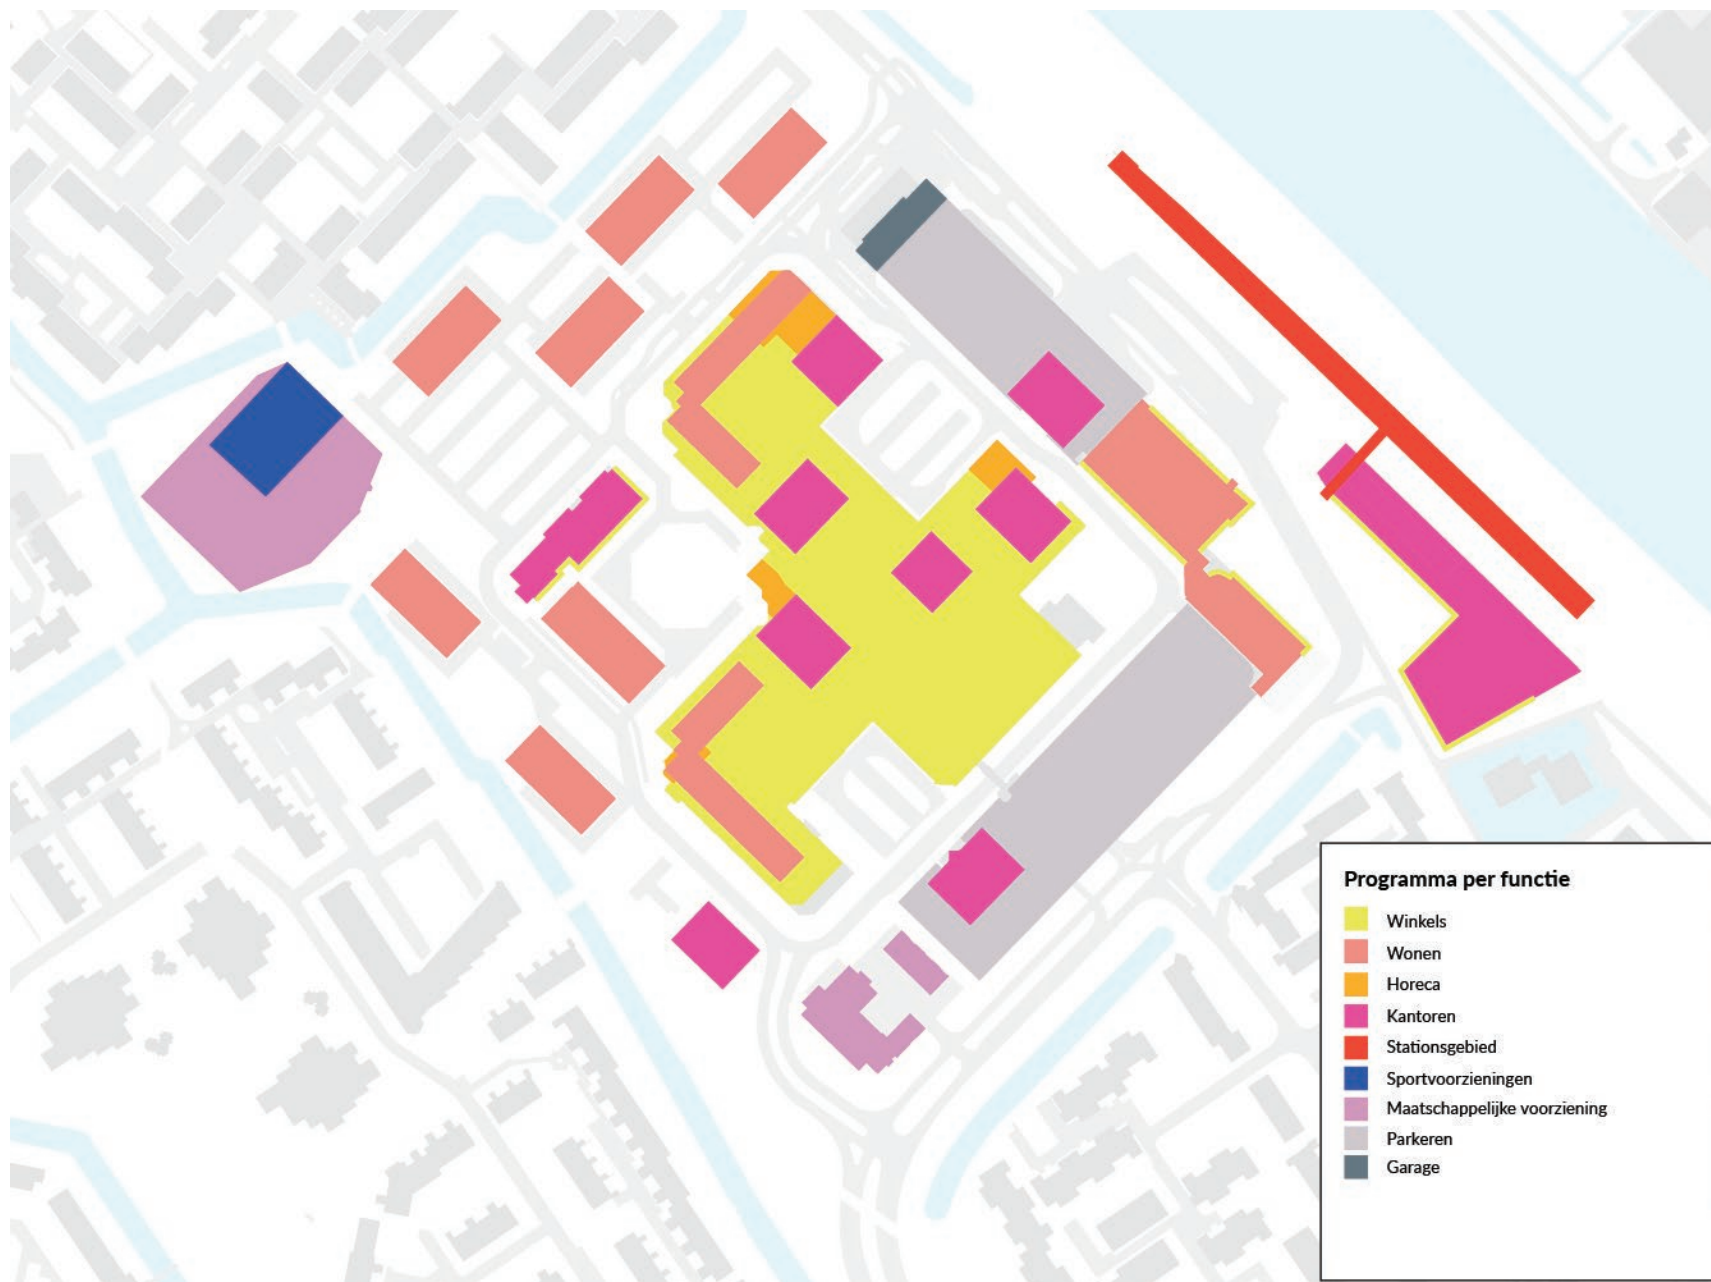 Programma per functie
Winkels
Wonen
Horeca
Kantoren
Stationsgebied
Sportvoorzieningen
Maatschappelijke voorziening
Parkeren
Garage